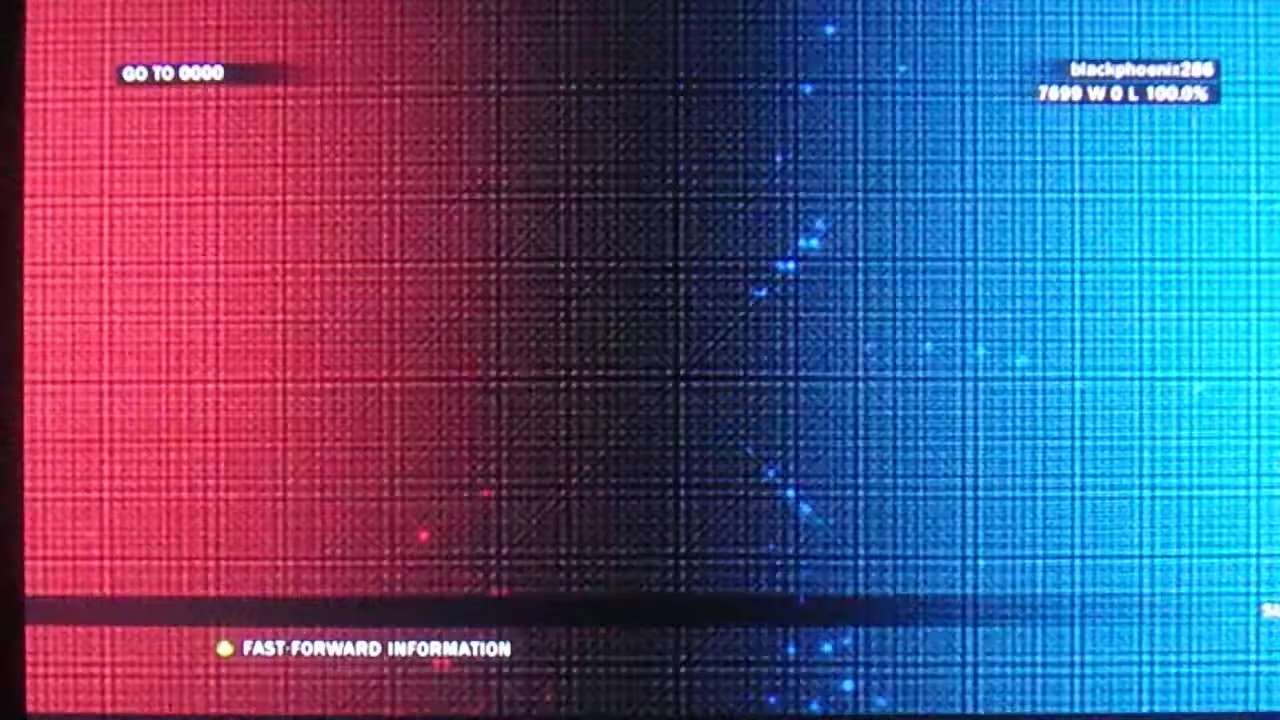 GO TO 0000
blackphoenix286
7699 W 0 L 100.0%
FAST-FORWARD INFORMATION